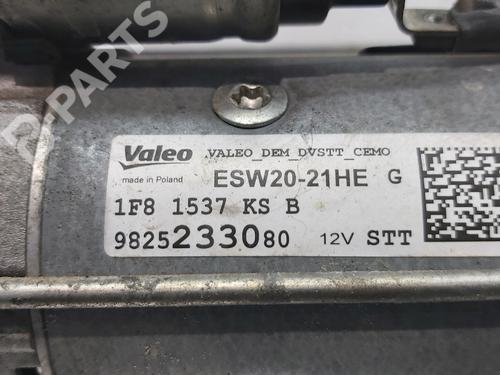 B-PARTS
Valeo .VALEO_DEM_DVSTT_CEMO
made in Poland ESW20-21HE G
1F8 1537 KS B
9825233080 12V STT